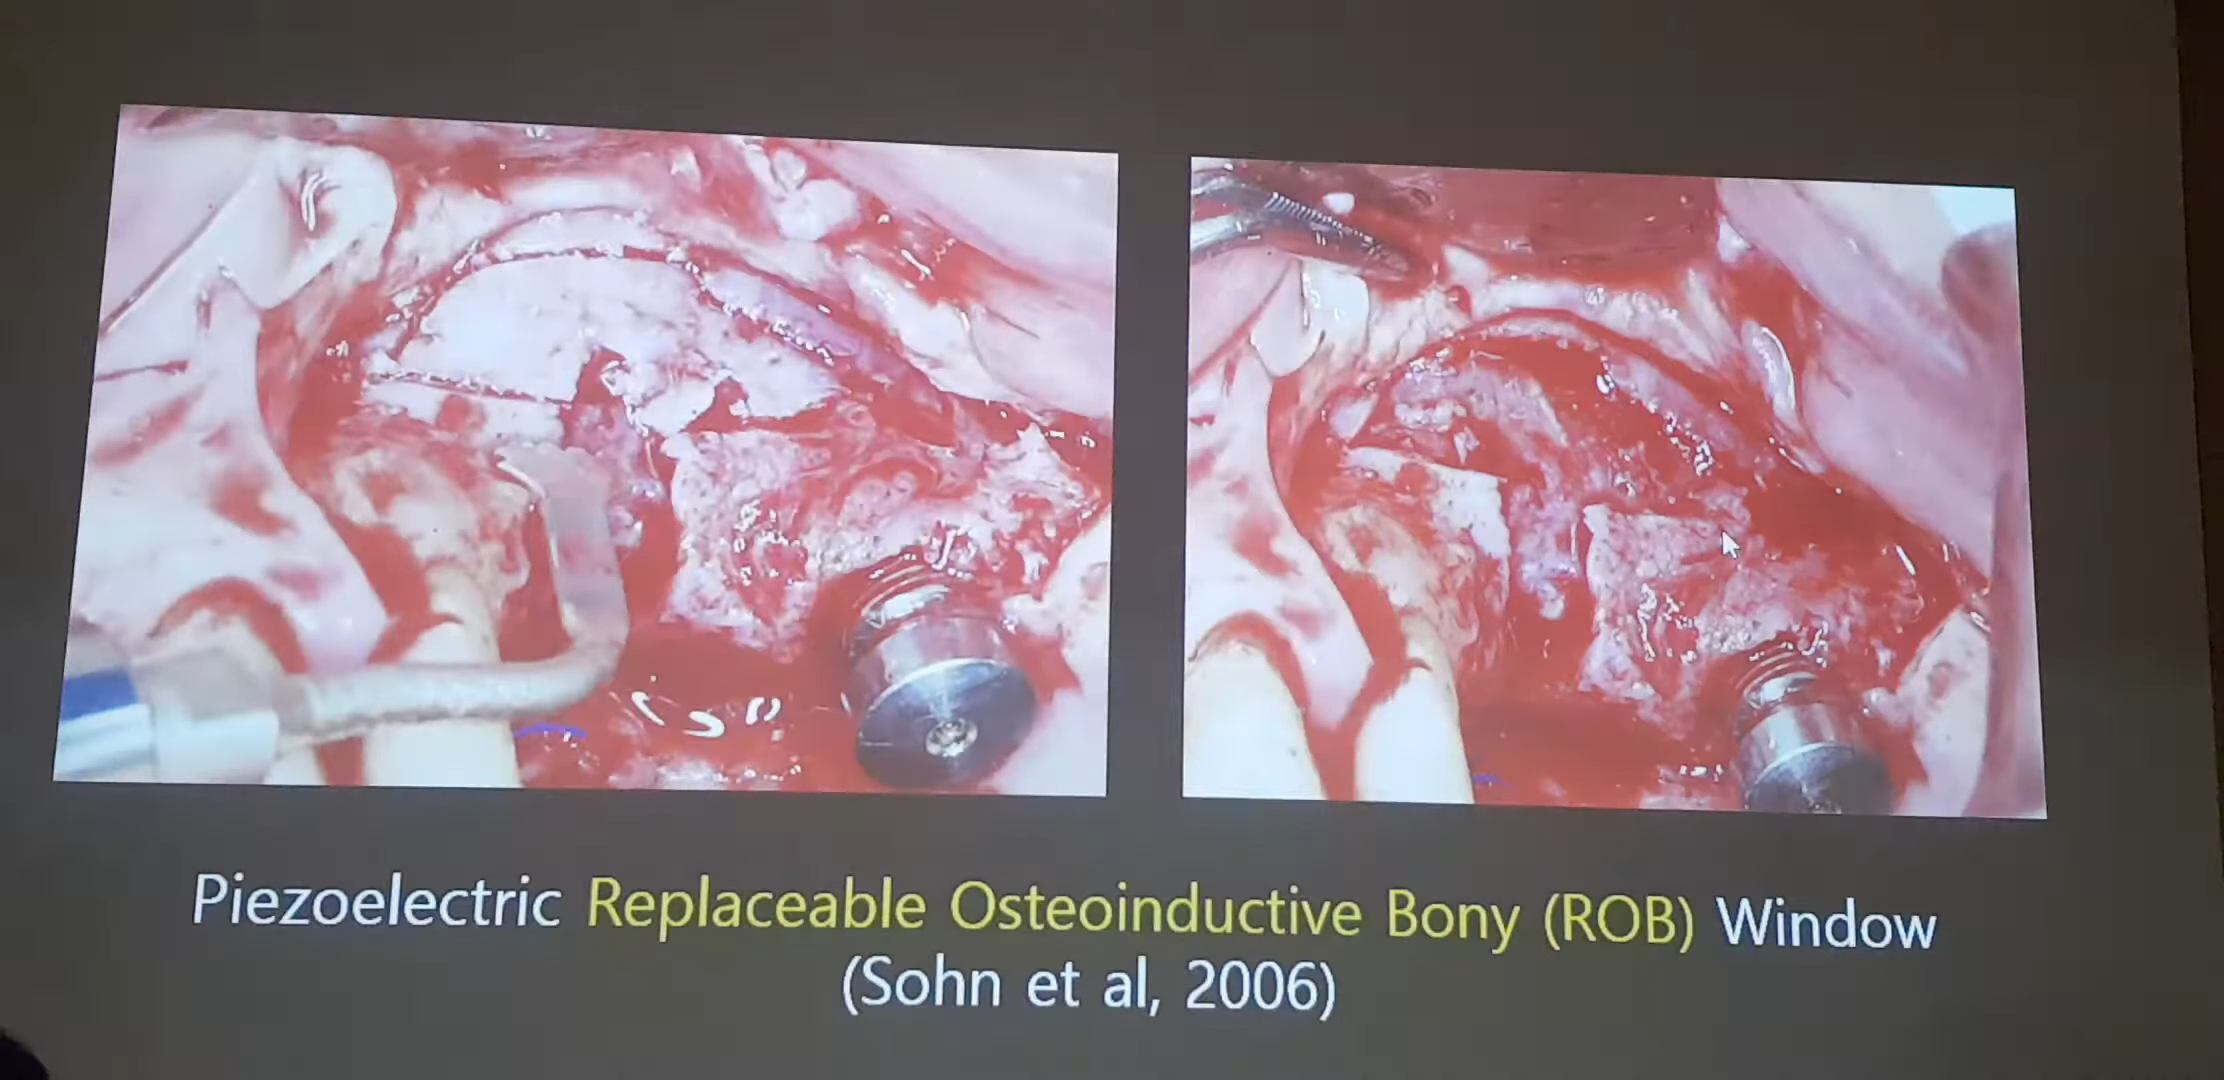 Piezoelectric Replaceable Osteoinductive Bony (ROB) Window
(Sohn et al, 2006)